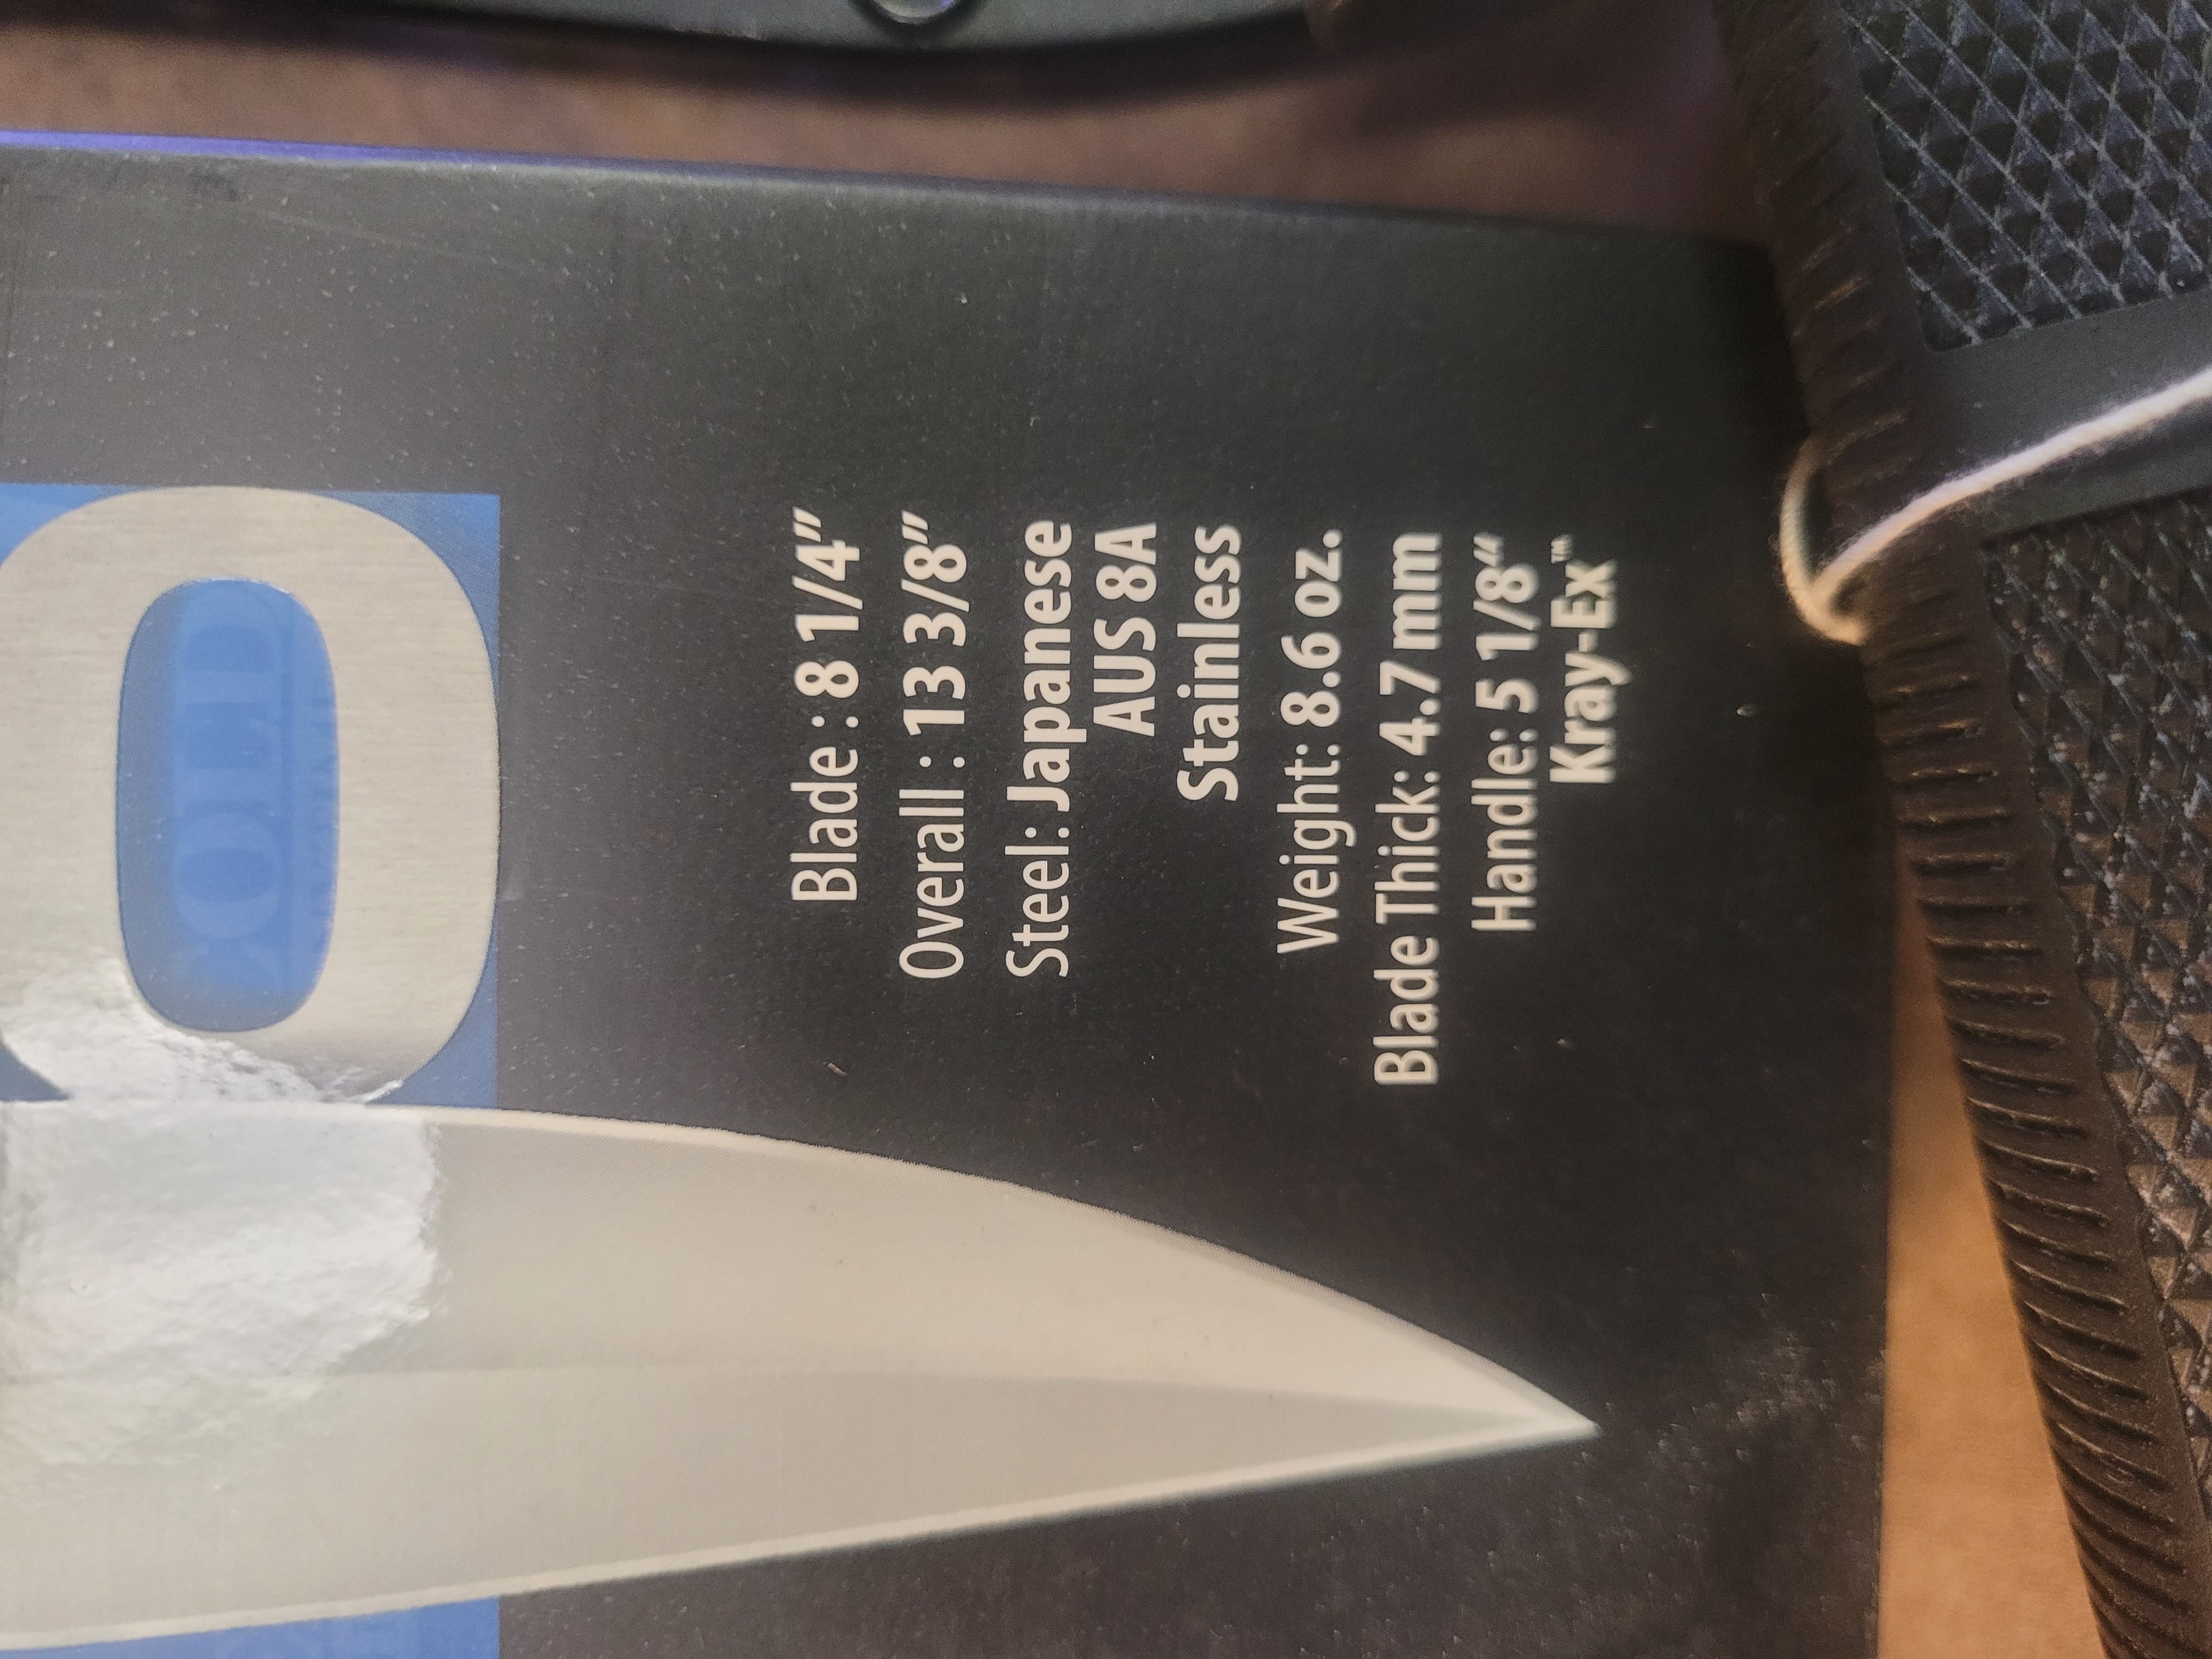 Blade : 8 1/4"
Overall : 13 3/8"
Steel: Japanese
AUS 8A
Stainless
Weight: 8.6 oz.
Blade Thick: 4.7 mm
Handle: 5 1/8“
Kray-Ex™